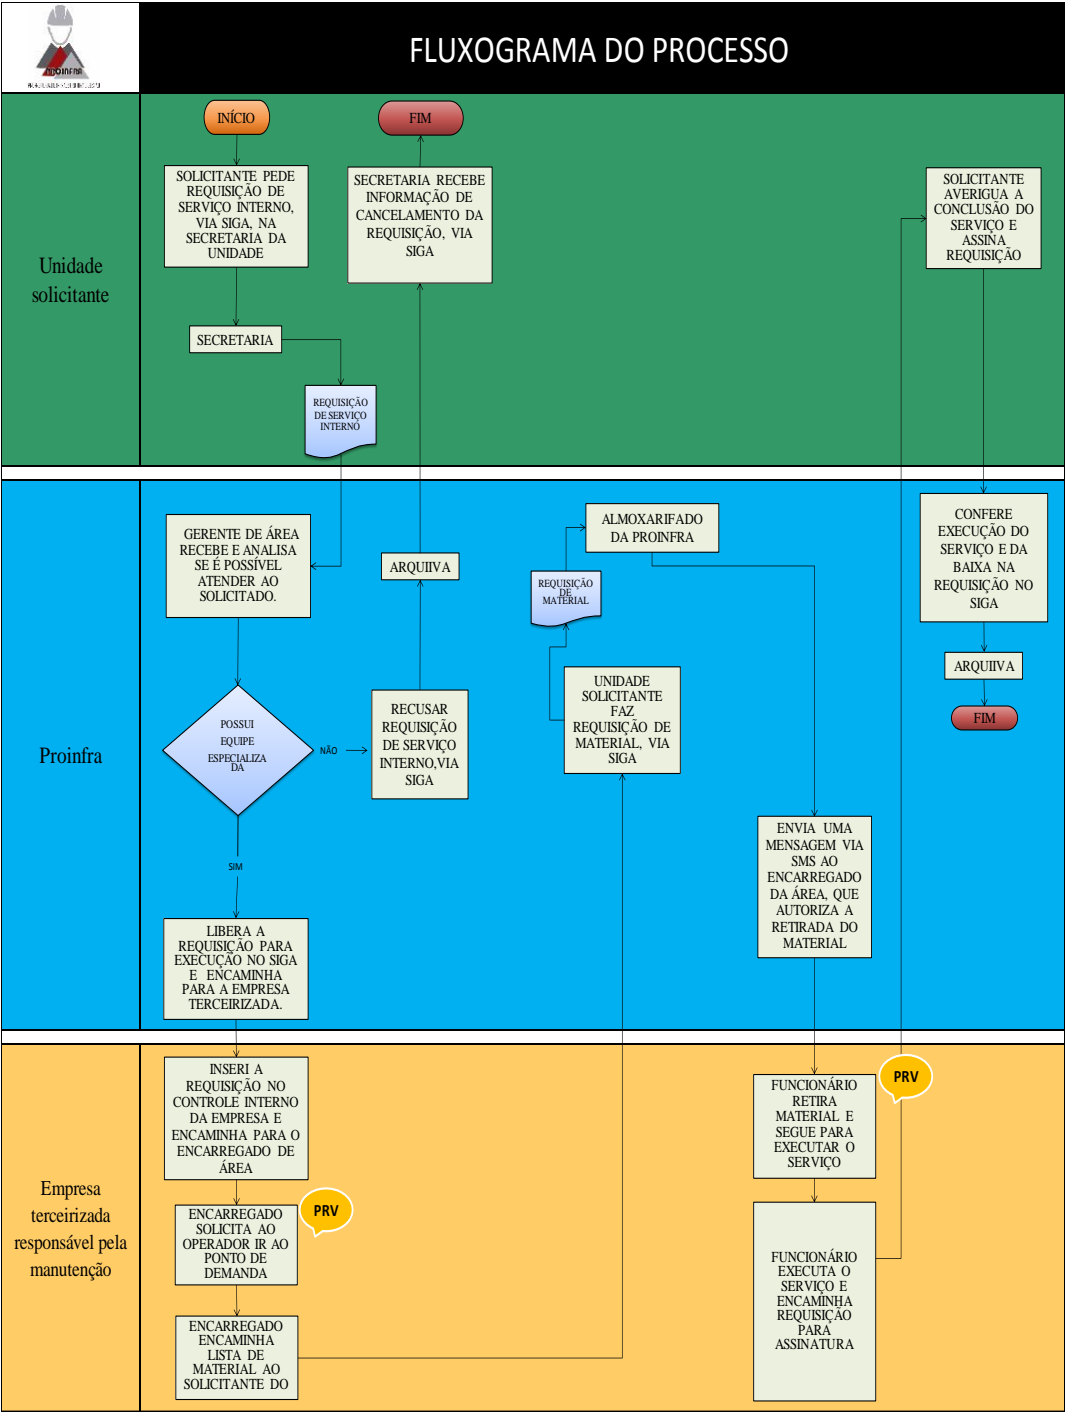 FLUXOGRAMA DO PROCESSO
Unidade
solicitante
INÍCIO
SOLICITANTE PEDE
REQUISIÇÃO DE
SERVIÇO INTERNO,
VIA SIGA, NA
SECRETARIA DA
UNIDADE
SECRETARIA
REQUISIÇÃO
DE SERVIÇO
INTERNO
FIM
SECRETARIA RECEBE
INFORMAÇÃO DE
CANCELAMENTO DA
REQUISIÇÃO, VIA
SIGA
SOLICITANTE
AVERIGUA A
CONCLUSÃO DO
SERVIÇO E
ASSINA
REQUISIÇÃO
Proinfra
GERENTE DE ÁREA
RECEBE E ANALISA
SE É POSSÍVEL
ATENDER AO
SOLICITADO.
POSSUI
EQUIPE
ESPECIALIZA
DA
NÃO
SIM
LIBERA A
REQUISIÇÃO PARA
EXECUÇÃO NO SIGA
E ENCAMINHA
PARA A EMPRESA
TERCEIRIZADA.
ARQUIIVA
RECUSAR
REQUISIÇÃO
DE SERVIÇO
INTERNO,VIA
SIGA
ALMOXARIFADO
DA PROINFRA
REQUISIÇÃO
DE
MATERIAL
UNIDADE
SOLICITANTE
FAZ
REQUISIÇÃO DE
MATERIAL, VIA
SIGA
ENVIA UMA
MENSAGEM VIA
SMS AO
ENCARREGADO
DA ÁREA, QUE
AUTORIZA A
RETIRADA DO
MATERIAL
CONFERE
EXECUÇÃO DO
SERVIÇO E DA
BAIXA NA
REQUISIÇÃO NO
SIGA
ARQUIIVA
FIM
Empresa
terceirizada
responsável pela
manutenção
INSERI A
REQUISIÇÃO NO
CONTROLE INTERNO
DA EMPRESA E
ENCAMINHA PARA O
ENCARREGADO DE
ÁREA
ENCARREGADO
SOLICITA AO
OPERADOR IR AO
PONTO DE
DEMANDA
PRV
ENCARREGADO
ENCAMINHA
LISTA DE
MATERIAL AO
SOLICITANTE DO
FUNCIONÁRIO
RETIRA
MATERIAL E
SEGUE PARA
EXECUTAR O
SERVIÇO
PRV
FUNCIONÁRIO
EXECUTA O
SERVIÇO E
ENCAMINHA
REQUISIÇÃO
PARA
ASSINATURA